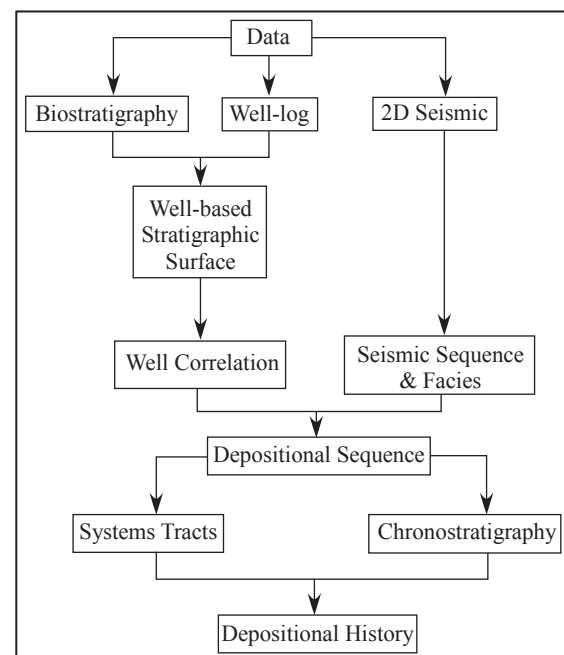 Data
Biostratigraphy
Well-log
2D Seismic
Well-based
Stratigraphic
Surface
Well Correlation
Seismic Sequence
& Facies
Depositional Sequence
Systems Tracts
Chronostratigraphy
Depositional History